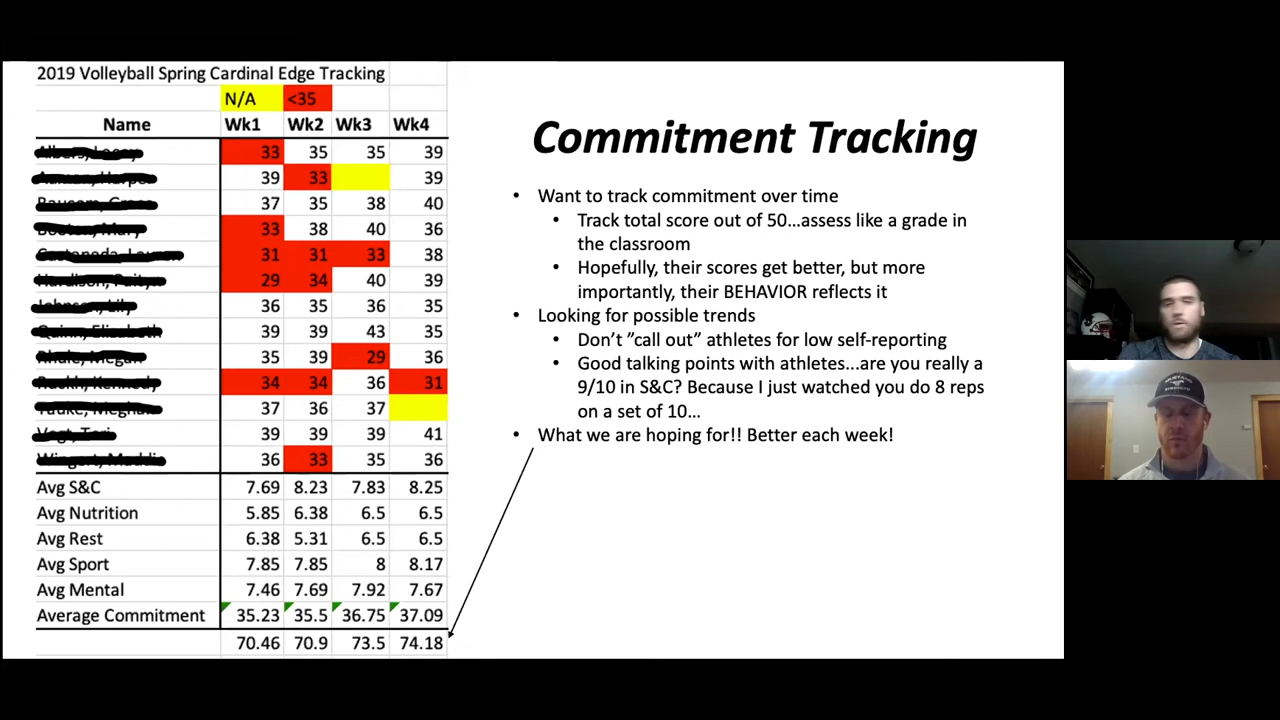 2019 Volleyball Spring Cardinal Edge Tracking
N/A <35
Name Wk1 Wk2 Wk3 Wk4
33 35 35 39
39 33 39
37 35 38 40
33 38 40 36
31 31 33 38
29 34 40 39
36 35 36 35
39 39 43 35
35 39 29 36
34 34 36 31
37 36 37
39 39 39 41
36 33 35 36
Avg S&C 7.69 8.23 7.83 8.25
Avg Nutrition 5.85 6.38 6.5 6.5
Avg Rest 6.38 5.31 6.5 6.5
Avg Sport 7.85 7.85 8 8.17
Avg Mental 7.46 7.69 7.92 7.67
Average Commitment 35.23 35.5 36.75 37.09
70.46 70.9 73.5 74.18
Commitment Tracking
• Want to track commitment over time
• Track total score out of 50...assess like a grade in
the classroom
• Hopefully, their scores get better, but more
importantly, their BEHAVIOR reflects it
• Looking for possible trends
• Don't ”call out” athletes for low self-reporting
• Good talking points with athletes...are you really a
9/10 in S&C? Because I just watched you do 8 reps
on a set of 10...
• What we are hoping for!! Better each week!